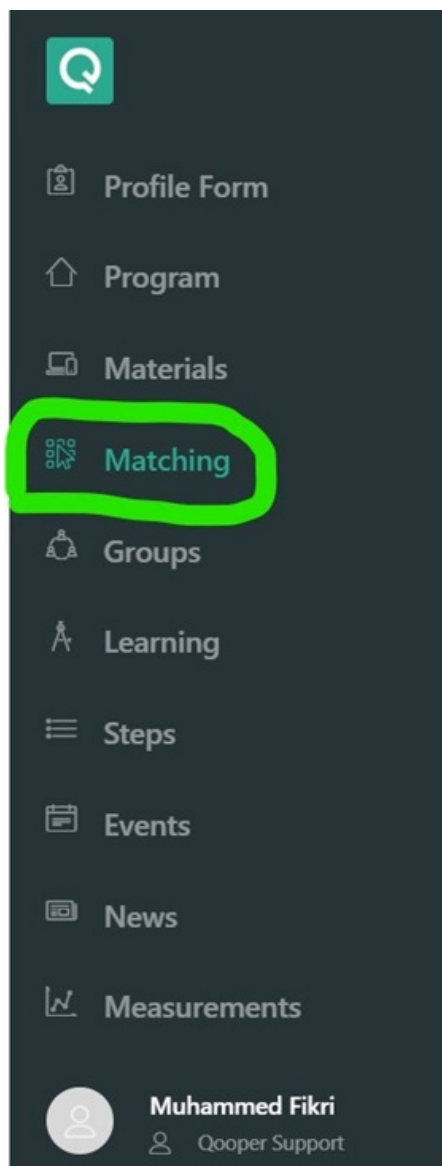 Q
Profile Form
Program
Materials
Matching
Groups
Learning
Steps
Events
News
Measurements
Muhammed Fikri
Qooper Support